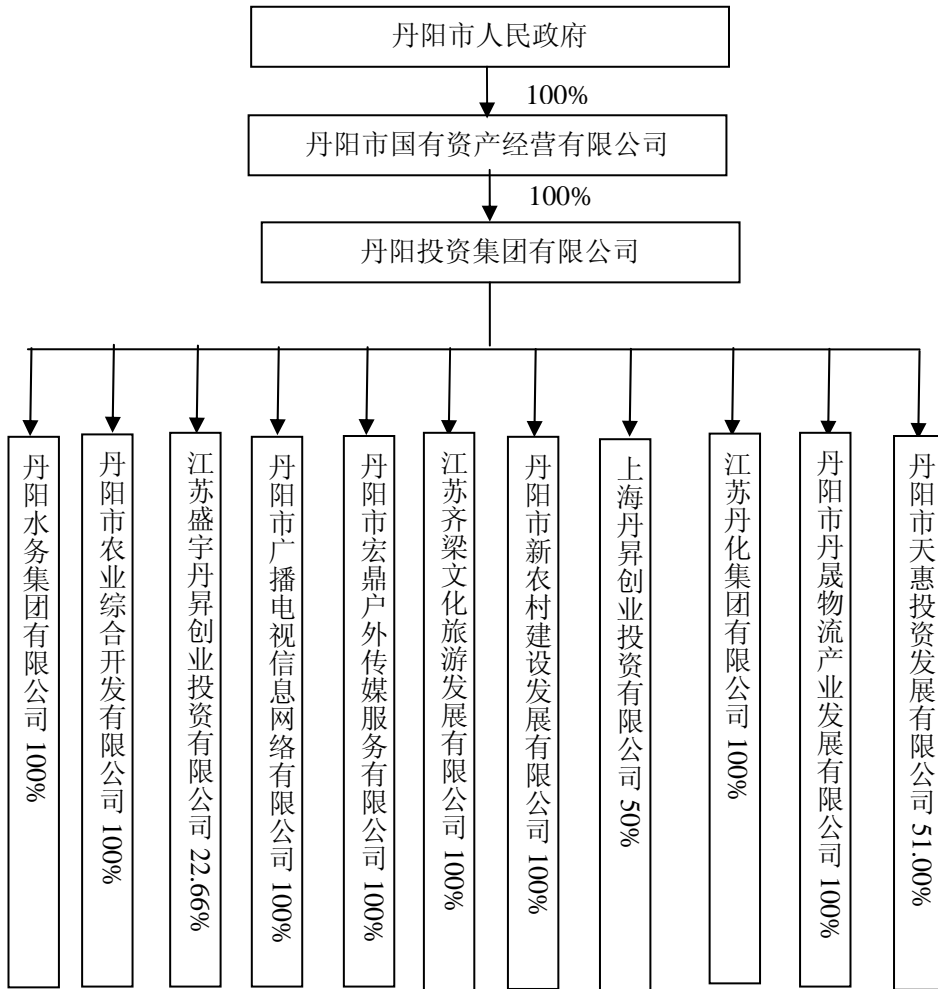 丹阳市人民政府
100%
丹阳市国有资产经营有限公司
100%
丹阳投资集团有限公司
丹阳水务集团有限公司 100%
丹阳市农业综合开发有限公司 100%
江苏盛宇丹昇创业投资有限公司 22.66%
丹阳市广播电视信息网络有限公司 100%
丹阳市宏鼎户外传媒服务有限公司 100%
江苏齐梁文化旅游发展有限公司 100%
丹阳市新农村建设发展有限公司 100%
上海丹昇创业投资有限公司 50%
江苏丹化集团有限公司 100%
丹阳市丹晟物流产业发展有限公司 100%
丹阳市天惠投资发展有限公司 51.00%